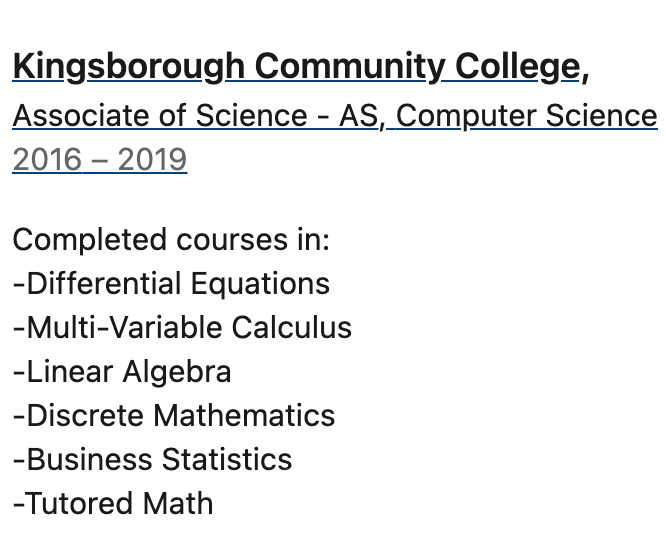 Kingsborough Community College,
Associate of Science - AS, Computer Science
2016 – 2019
Completed courses in:
-Differential Equations
-Multi-Variable Calculus
-Linear Algebra
-Discrete Mathematics
-Business Statistics
-Tutored Math